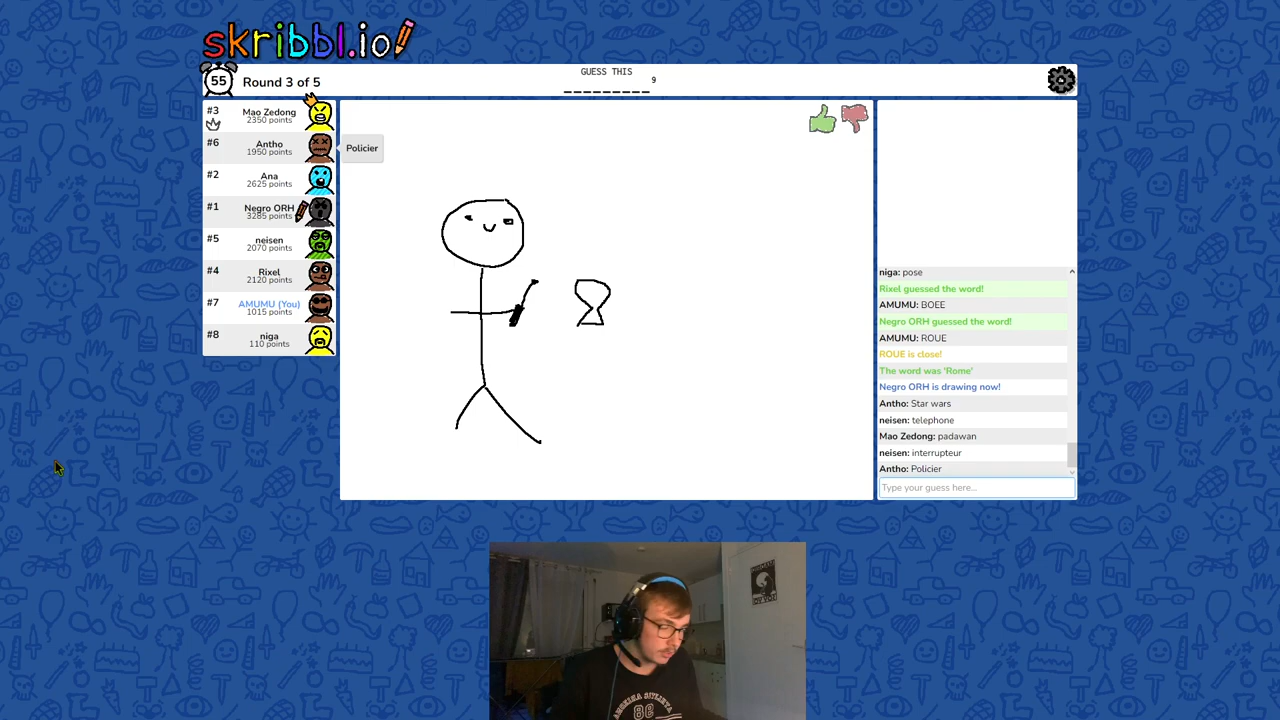 skribbl.io
55
Round 3 of 5
GUESS THIS
_________ 9
#3 Mao Zedong
2350 points
#6 Antho
1950 points
Policier
#2 Ana
2625 points
#1 Negro ORH
3285 points
#5 neisen
2070 points
#4 Rixel
2120 points
#7 AMUMU (You)
1015 points
#8 niga
110 points
niga: pose
Rixel guessed the word!
AMUMU: BOEE
Negro ORH guessed the word!
AMUMU: ROUE
ROUE is close!
The word was 'Rome'
Negro ORH is drawing now!
Antho: Star wars
neisen: telephone
Mao Zedong: padawan
neisen: interrupteur
Antho: Policier
Type your guess here...